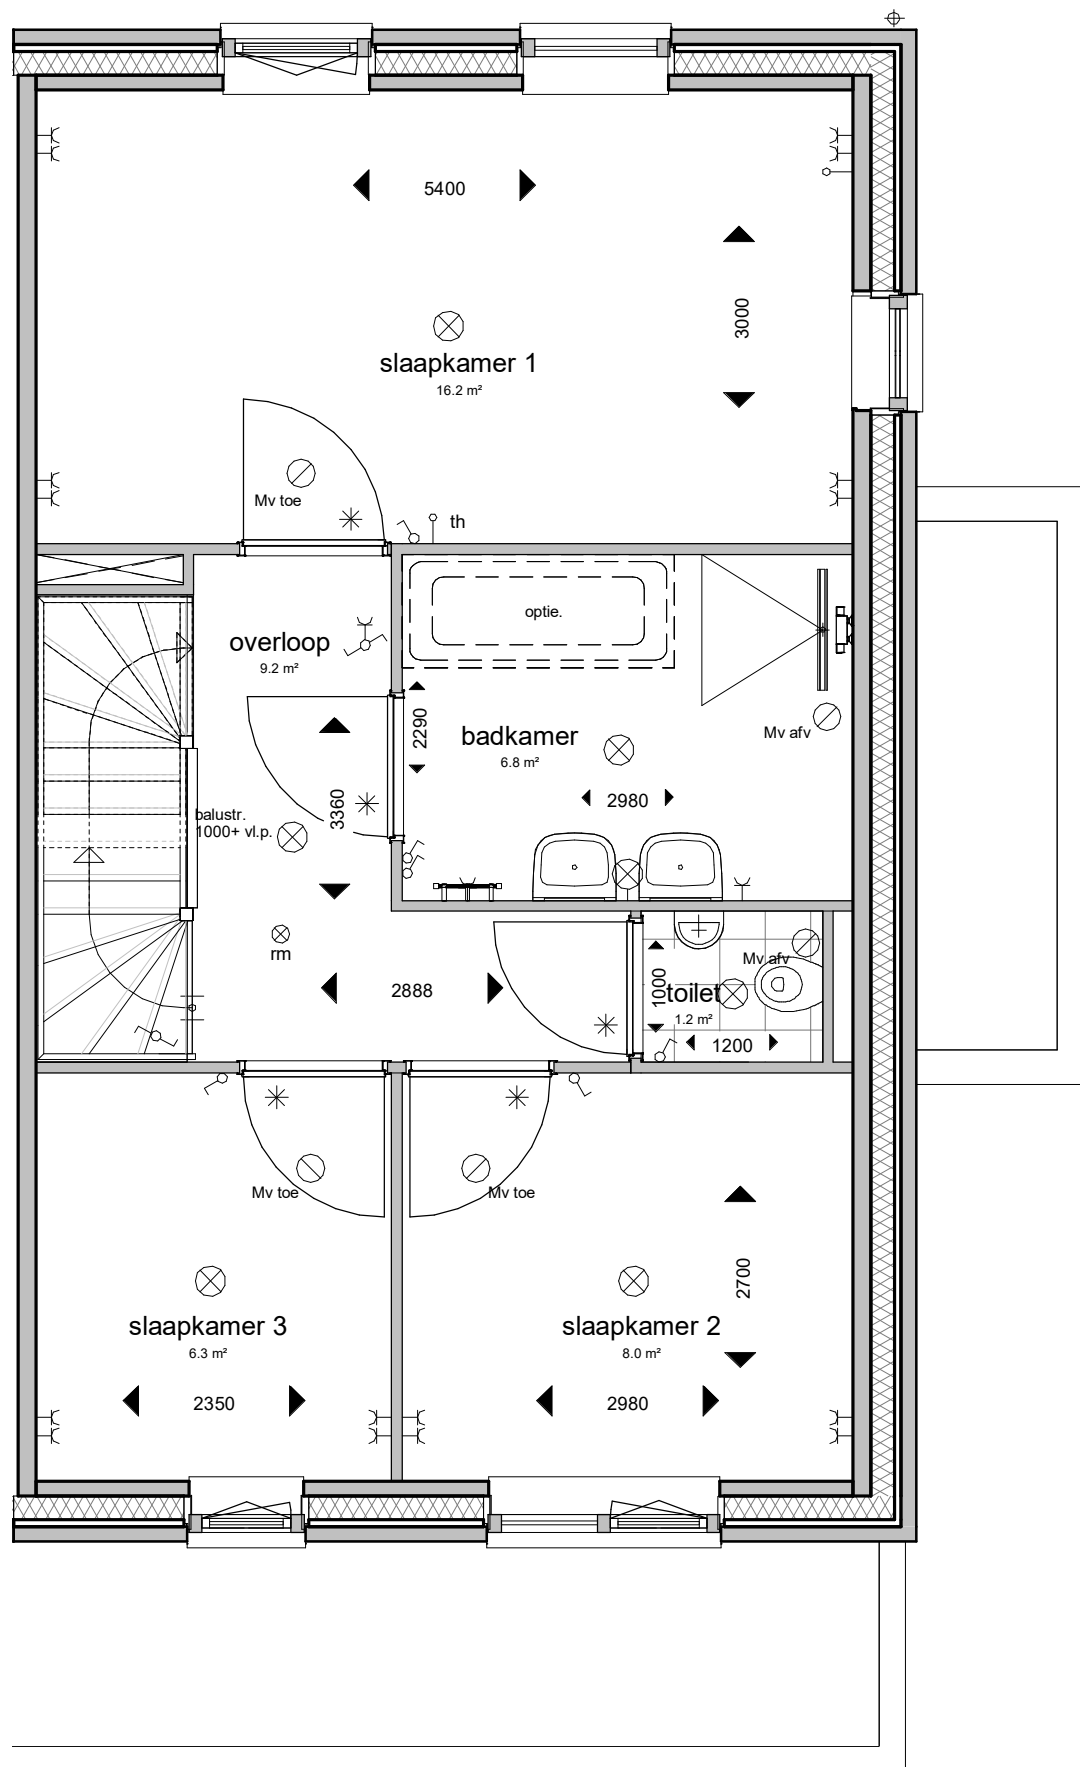 5400
3000
slaapkamer 1
16.2 m²
Mv toe
th
optie.
overloop
9.2 m²
2290
badkamer
6.8 m²
Mv afv
2980
3360
balustr.
1000+ vl.p.
rm
2888
Mv afv
1000
toilet
1.2 m²
1200
Mv toe
Mv toe
2700
slaapkamer 3
6.3 m²
slaapkamer 2
8.0 m²
2350
2980